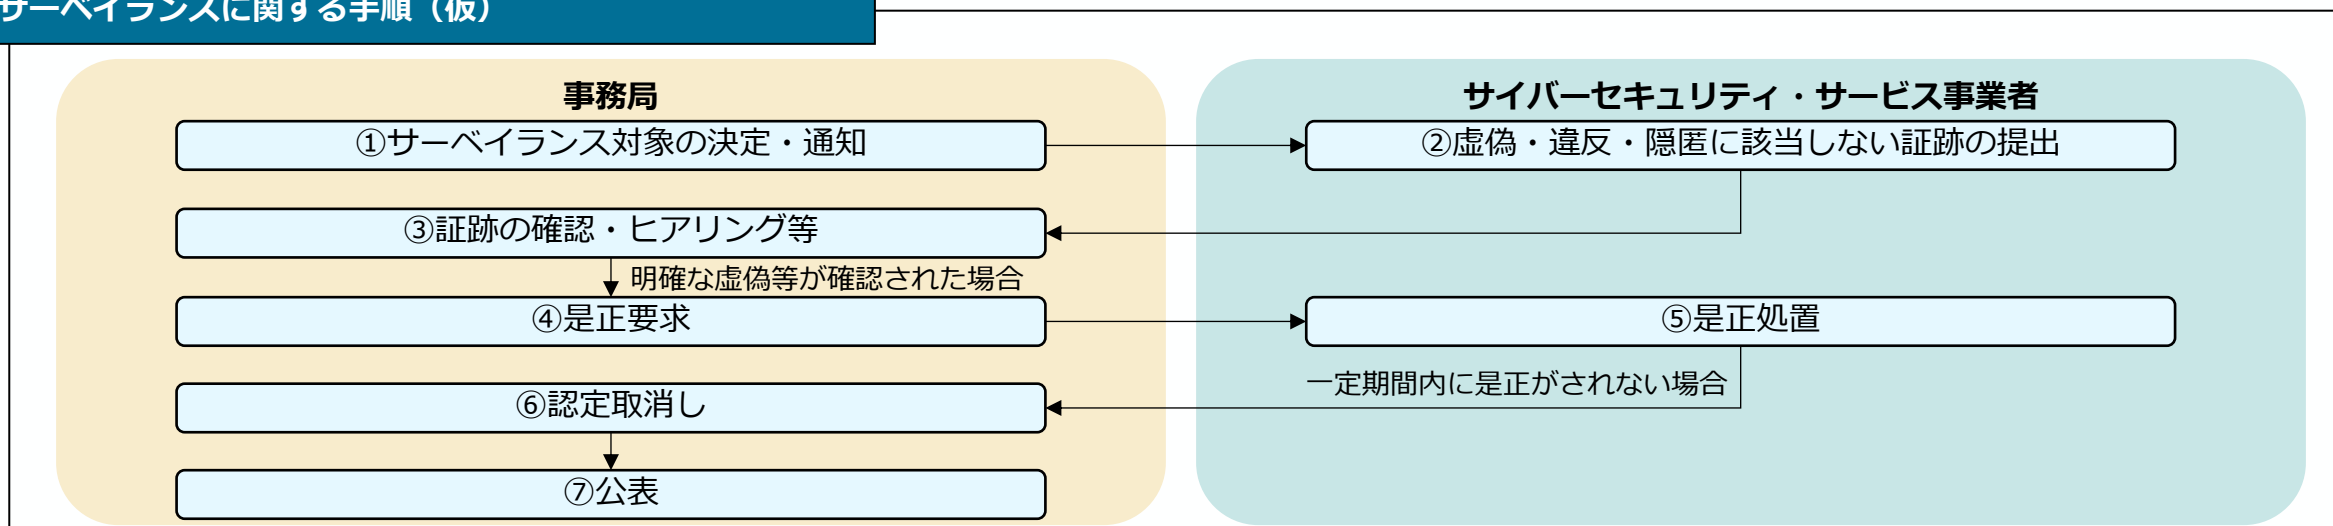 サーベイランスに関する手順（仮）
事務局
サイバーセキュリティ・サービス事業者
①サーベイランス対象の決定・通知
②虚偽・違反・隠匿に該当しない証跡の提出
③証跡の確認・ヒアリング等
明確な虚偽等が確認された場合
④是正要求
⑤是正処置
一定期間内に是正がされない場合
⑥認定取消し
⑦公表